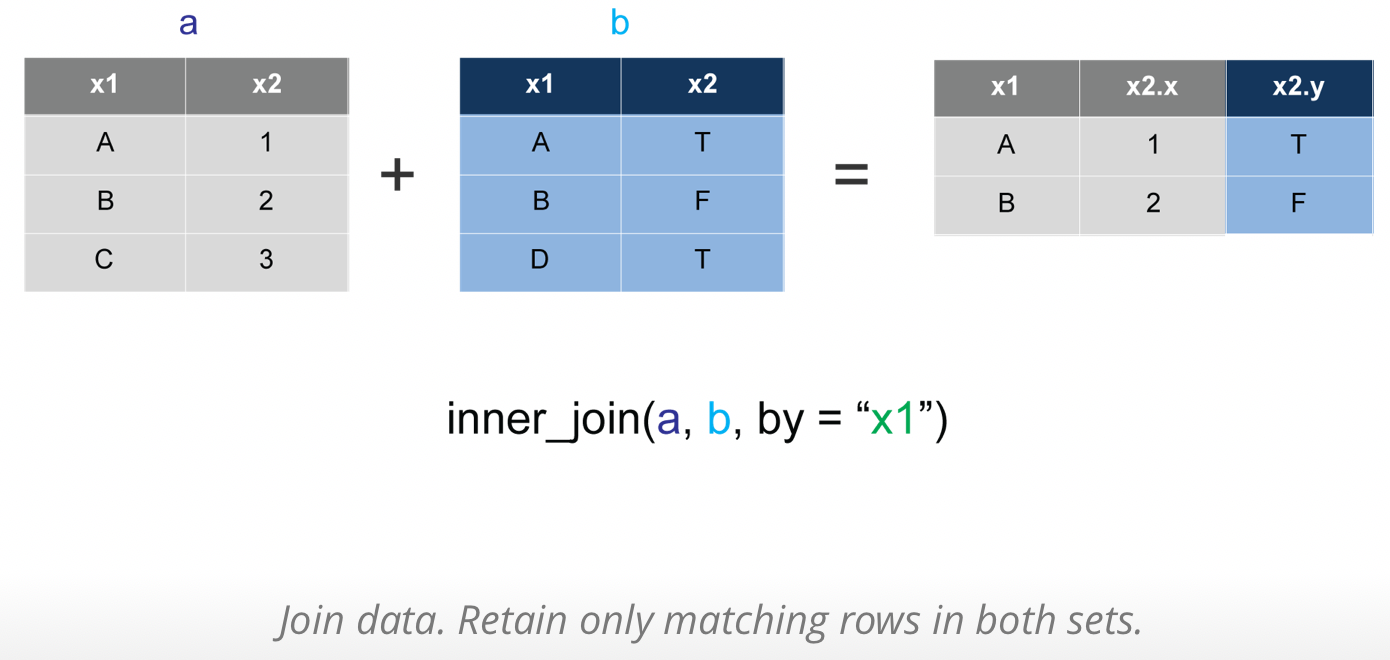 a b
x1 x2 x1 x2 x1 x2.x x2.y
A 1 A T A 1 T
+ =
B 2 B F B 2 F
C 3 D T
inner_join(a, b, by = “x1”)
Join data. Retain only matching rows in both sets.